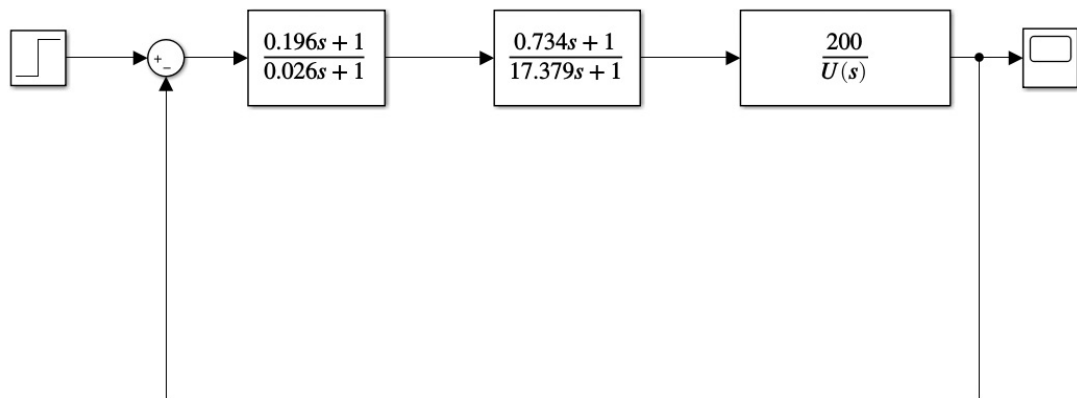 +
−
0.196s + 1
0.026s + 1
0.734s + 1
17.379s + 1
200
U(s)